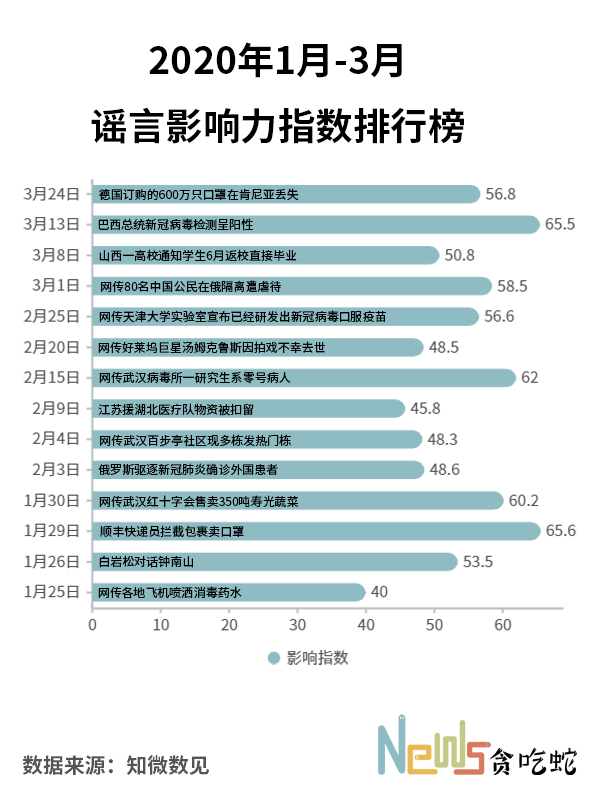 2020年1月-3月
谣言影响力指数排行榜
3月24日 德国订购的600万只口罩在肯尼亚丢失 56.8
3月13日 巴西总统新冠病毒检测呈阳性 65.5
3月8日 山西一高校通知学生6月返校直接毕业 50.8
3月1日 网传80名中国公民在俄隔离遭虐待 58.5
2月25日 网传天津大学实验室宣布已经研发出新冠病毒口服疫苗 56.6
2月20日 网传好莱坞巨星汤姆克鲁斯因拍戏不幸去世 48.5
2月15日 网传武汉病毒所一研究生系零号病人 62
2月9日 江苏援湖北医疗队物资被扣留 45.8
2月4日 网传武汉百步亭社区现多栋发热门栋 48.3
2月3日 俄罗斯驱逐新冠肺炎确诊外国患者 48.6
1月30日 网传武汉红十字会售卖350吨寿光蔬菜 60.2
1月29日 顺丰快递员拦截包裹卖口罩 65.6
1月26日 白岩松对话钟南山 53.5
1月25日 网传各地飞机喷洒消毒药水 40
0 10 20 30 40 50 60
影响指数
数据来源：知微数见
News贪吃蛇